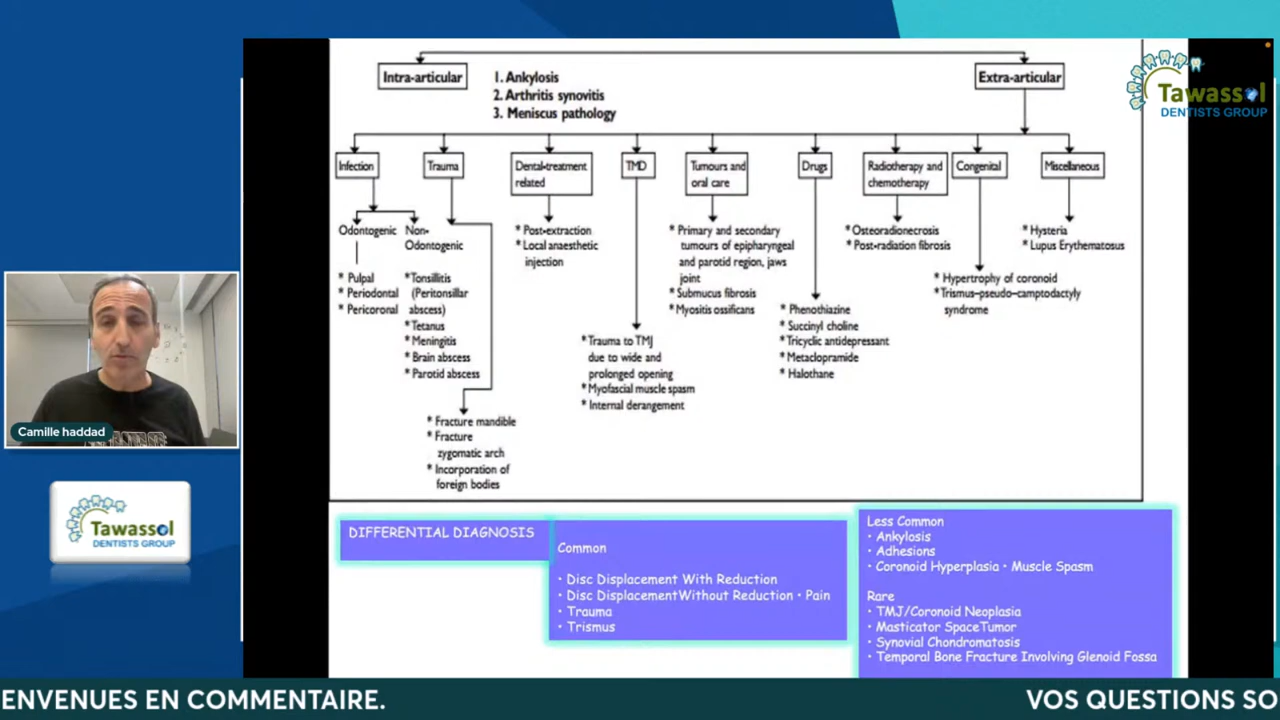 Intra-articular
1. Ankylosis
2. Arthritis synovitis
3. Meniscus pathology
Extra-articular
Tawassol
DENTISTS GROUP
Infection
Trauma
Dental-treatment
related
TMD
Tumours and
oral care
Drugs
Radiotherapy and
chemotherapy
Congenital
Miscellaneous
Odontogenic
* Pulpal
* Periodontal
* Pericoronal
Non-
Odontogenic
*Tonsillitis
(Peritonsillar
abscess)
*Tetanus
*Meningitis
*Brain abscess
*Parotid abscess
* Fracture mandible
* Fracture
zygomatic arch
* Incorporation of
foreign bodies
* Post-extraction
* Local anaesthetic
injection
* Trauma to TMJ
due to wide and
prolonged opening
* Myofascial muscle spasm
* Internal derangement
* Primary and secondary
tumours of epipharyngeal
and parotid region, jaws
joint
* Submucus fibrosis
* Myositis ossificans
* Phenothiazine
* Succinyl choline
* Tricyclic antidepressant
* Metaclopramide
* Halothane
* Osteoradionecrosis
* Post-radiation fibrosis
* Hypertrophy of coronoid
*Trismus-pseudo-camptodactyly
syndrome
* Hysteria
* Lupus Erythematosus
Camille haddad
Tawassol
DENTISTS GROUP
DIFFERENTIAL DIAGNOSIS
Common
• Disc Displacement With Reduction
• Disc DisplacementWithout Reduction • Pain
• Trauma
• Trismus
Less Common
• Ankylosis
• Adhesions
• Coronoid Hyperplasia • Muscle Spasm
Rare
• TMJ/Coronoid Neoplasia
• Masticator SpaceTumor
• Synovial Chondromatosis
• Temporal Bone Fracture Involving Glenoid Fossa
ENVENUES EN COMMENTAIRE.
VOS QUESTIONS SO